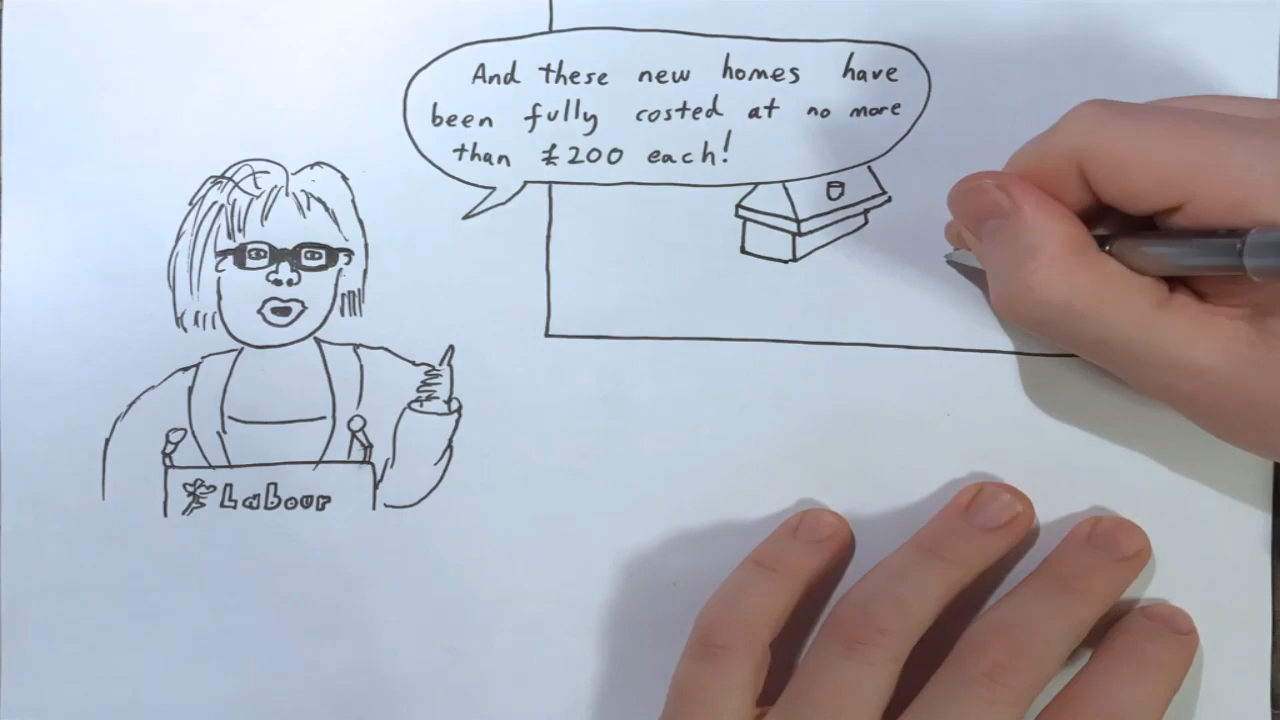 And these new homes have
been fully costed at no more
than £200 each!
Labour